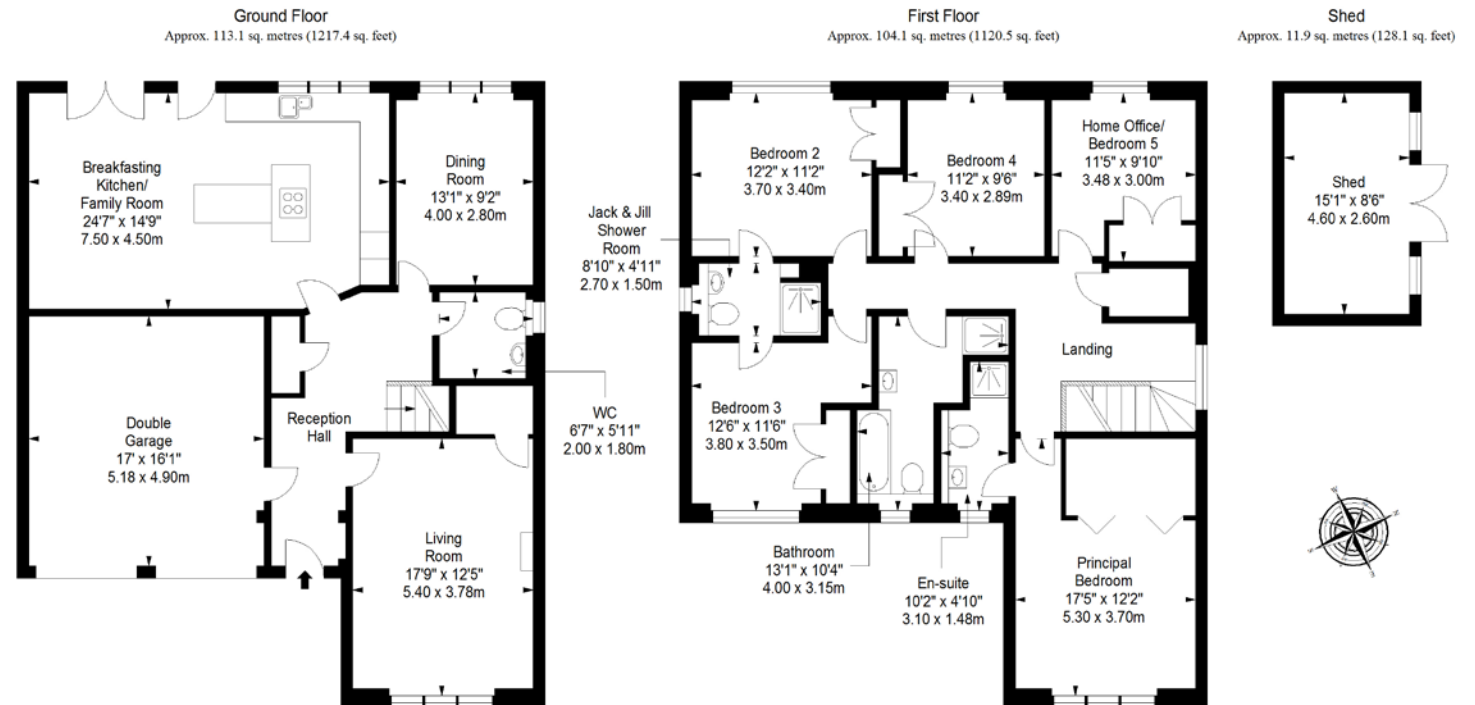 Ground Floor
Approx. 113.1 sq. metres (1217.4 sq. feet)
First Floor
Approx. 104.1 sq. metres (1120.5 sq. feet)
Shed
Approx. 11.9 sq. metres (128.1 sq. feet)
Breakfasting
Kitchen/
Family Room
24'7" x 14'9"
7.50 x 4.50m
Dining
Room
13'1" x 9'2"
4.00 x 2.80m
Double
Garage
17' x 16'1"
5.18 x 4.90m
Reception
Hall
WC
6'7" x 5'11"
2.00 x 1.80m
Living
Room
17'9" x 12'5"
5.40 x 3.78m
Jack & Jill
Shower
Room
8'10" x 4'11"
2.70 x 1.50m
Bedroom 2
12'2" x 11'2"
3.70 x 3.40m
Bedroom 4
11'2" x 9'6"
3.40 x 2.89m
Home Office/
Bedroom 5
11'5" x 9'10"
3.48 x 3.00m
Landing
Bedroom 3
12'6" x 11'6"
3.80 x 3.50m
Bathroom
13'1" x 10'4"
4.00 x 3.15m
En-suite
10'2" x 4'10"
3.10 x 1.48m
Principal
Bedroom
17'5" x 12'2"
5.30 x 3.70m
Shed
15'1" x 8'6"
4.60 x 2.60m